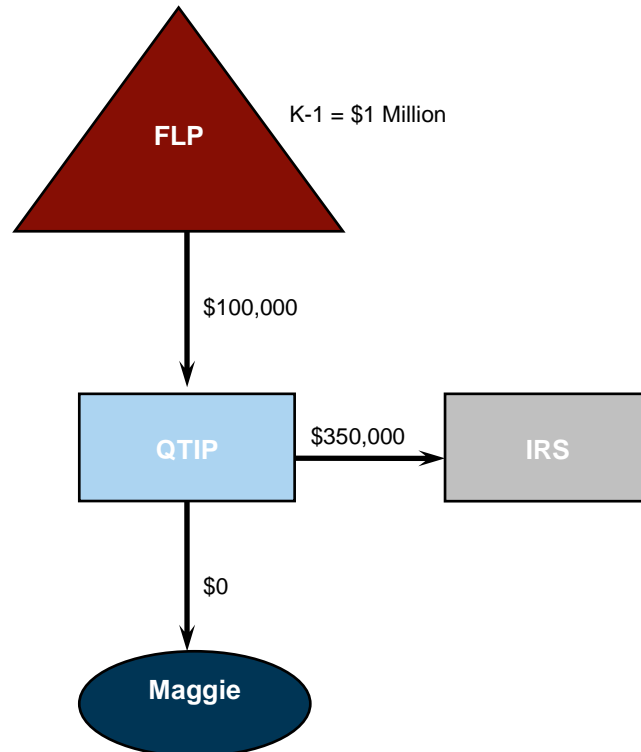 K-1 = $1 Million
FLP
$100,000
$350,000
QTIP
IRS
$0
Maggie